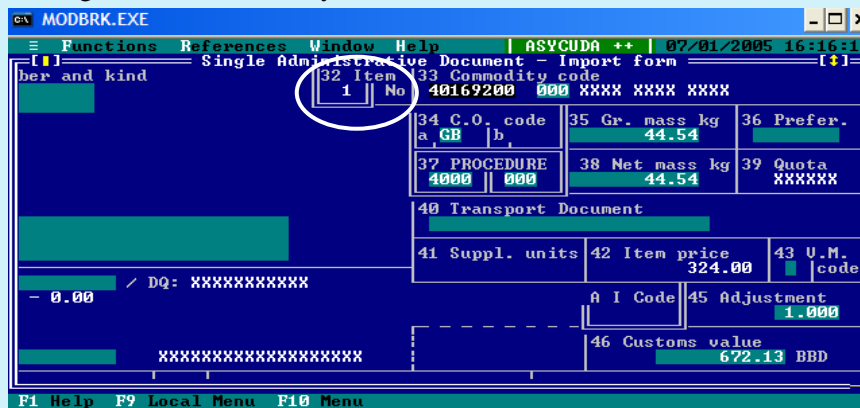 MODBRK.EXE
≡ Functions References Window Help ASYCUDA ++ 07/01/2005 16:16:1
Single Administrative Document - Import form
ber and kind 32 Item No 33 Commodity code
1 40169200 000 XXXX XXXX XXXX
34 C.O. code 35 Gr. mass kg 36 Prefer.
a GB b 44.54
37 PROCEDURE 38 Net mass kg 39 Quota
4000 000 44.54 XXXXXX
40 Transport Document
41 Suppl. units 42 Item price 43 V.M.
324.00 code
/ DQ: XXXXXXXXXXX
- 0.00 A I Code 45 Adjustment
1.000
46 Customs value
XXXXXXXXXXXXXXXXXXX 672.13 BBD
F1 Help F9 Local Menu F10 Menu